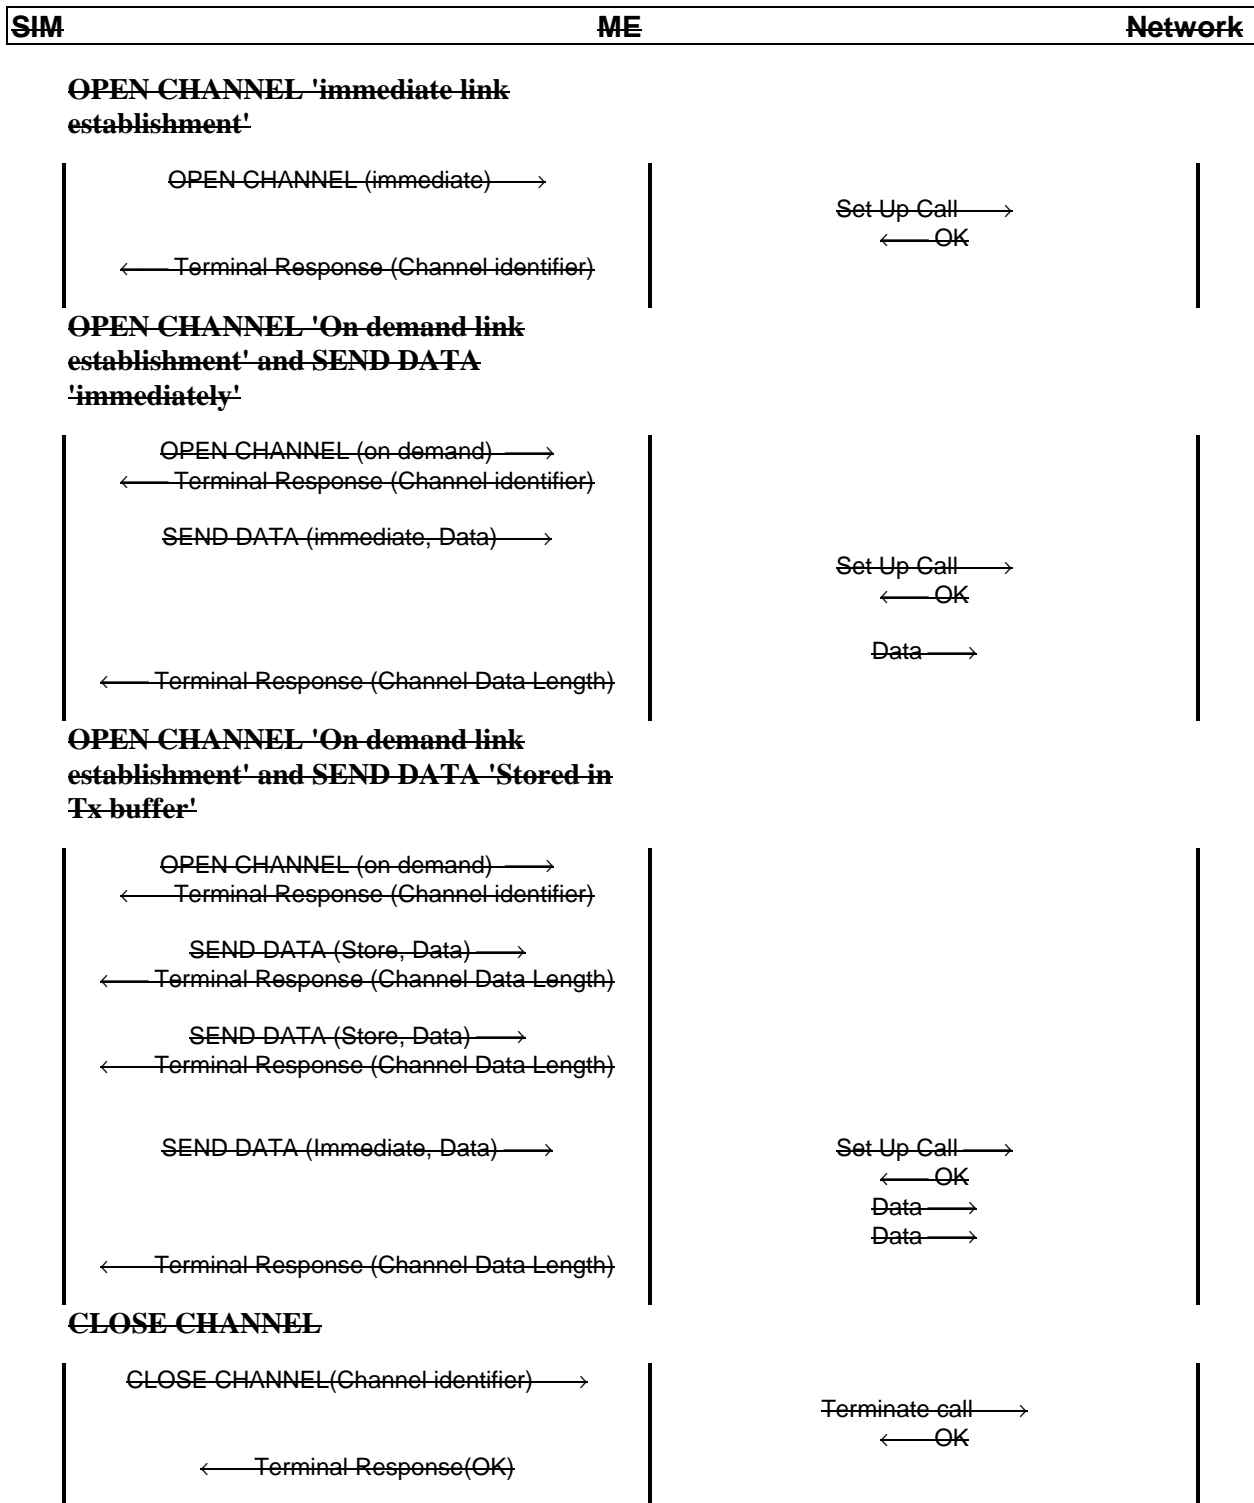 SIM ME Network
OPEN CHANNEL 'immediate link
establishment'
OPEN CHANNEL (immediate) ⟶
Set Up Call ⟶
⟵ OK
⟵ Terminal Response (Channel identifier)
OPEN CHANNEL 'On demand link
establishment' and SEND DATA
'immediately'
OPEN CHANNEL (on demand) ⟶
⟵ Terminal Response (Channel identifier)
SEND DATA (immediate, Data) ⟶
Set Up Call ⟶
⟵ OK
Data ⟶
⟵ Terminal Response (Channel Data Length)
OPEN CHANNEL 'On demand link
establishment' and SEND DATA 'Stored in
Tx buffer'
OPEN CHANNEL (on demand) ⟶
⟵ Terminal Response (Channel identifier)
SEND DATA (Store, Data) ⟶
⟵ Terminal Response (Channel Data Length)
SEND DATA (Store, Data) ⟶
⟵ Terminal Response (Channel Data Length)
SEND DATA (Immediate, Data) ⟶ Set Up Call ⟶
⟵ OK
Data ⟶
Data ⟶
⟵ Terminal Response (Channel Data Length)
CLOSE CHANNEL
CLOSE CHANNEL(Channel identifier) ⟶
Terminate call ⟶
⟵ OK
⟵ Terminal Response(OK)